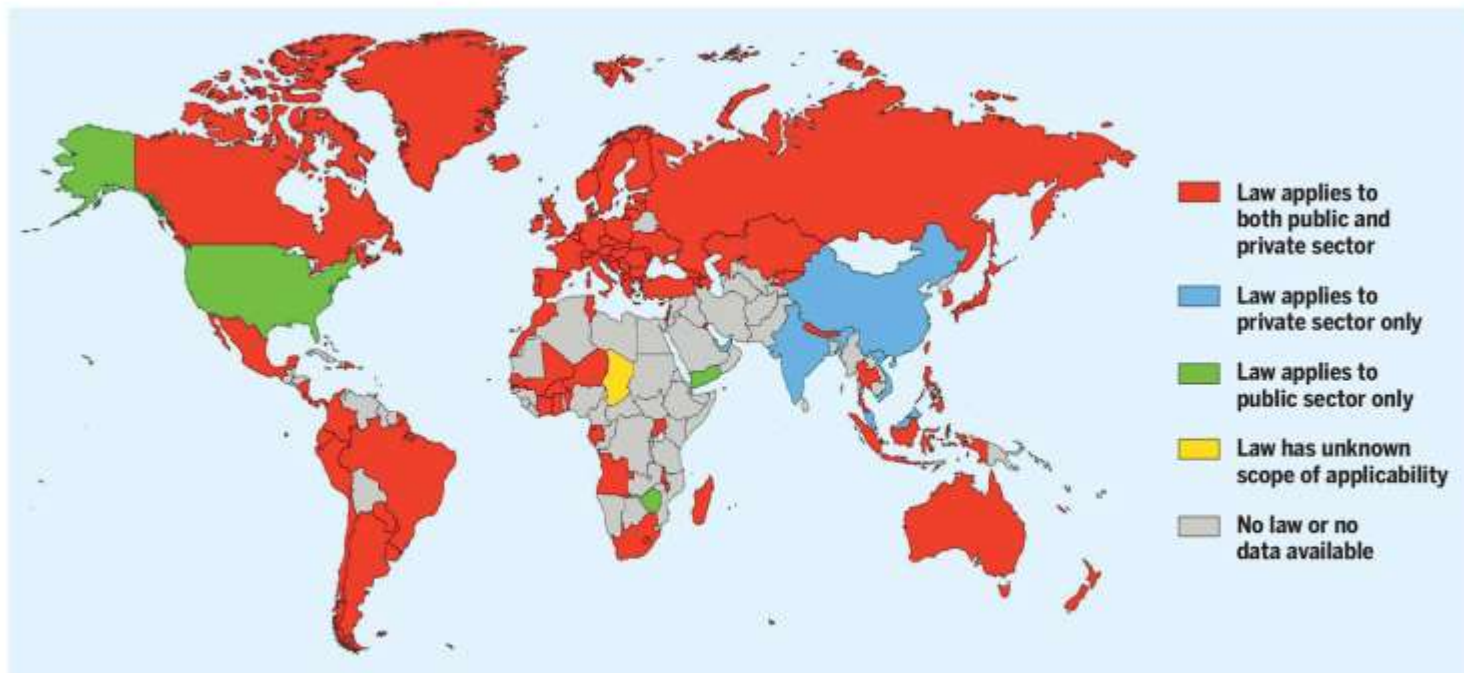 Law applies to
both public and
private sector
Law applies to
private sector only
Law applies to
public sector only
Law has unknown
scope of applicability
No law or no
data available